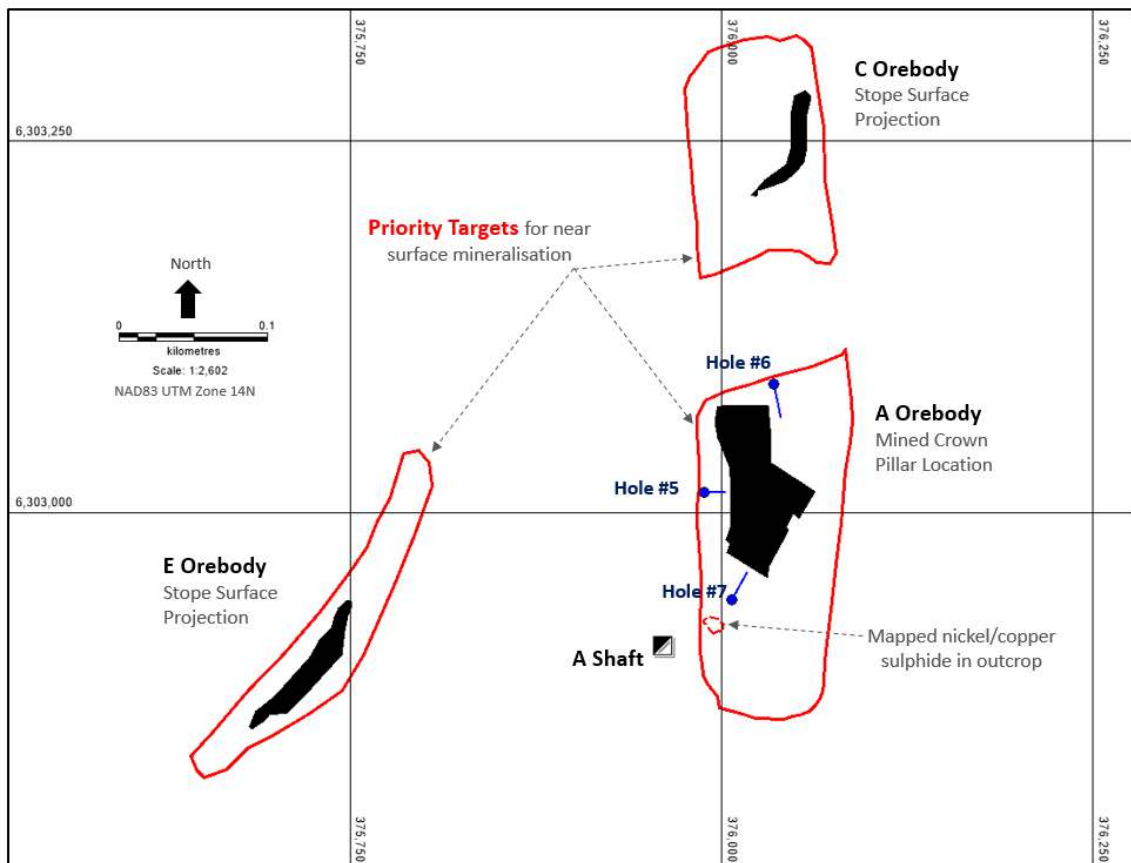 375,750
376,000
376,250
C Orebody
Stope Surface
Projection
6,303,250
Priority Targets for near
surface mineralisation
North
0 0.1
kilometres
Scale: 1:2,602
NAD83 UTM Zone 14N
Hole #6
A Orebody
Mined Crown
Pillar Location
Hole #5
6,303,000
E Orebody
Stope Surface
Projection
Hole #7
Mapped nickel/copper
sulphide in outcrop
A Shaft
375,750
376,000
376,250